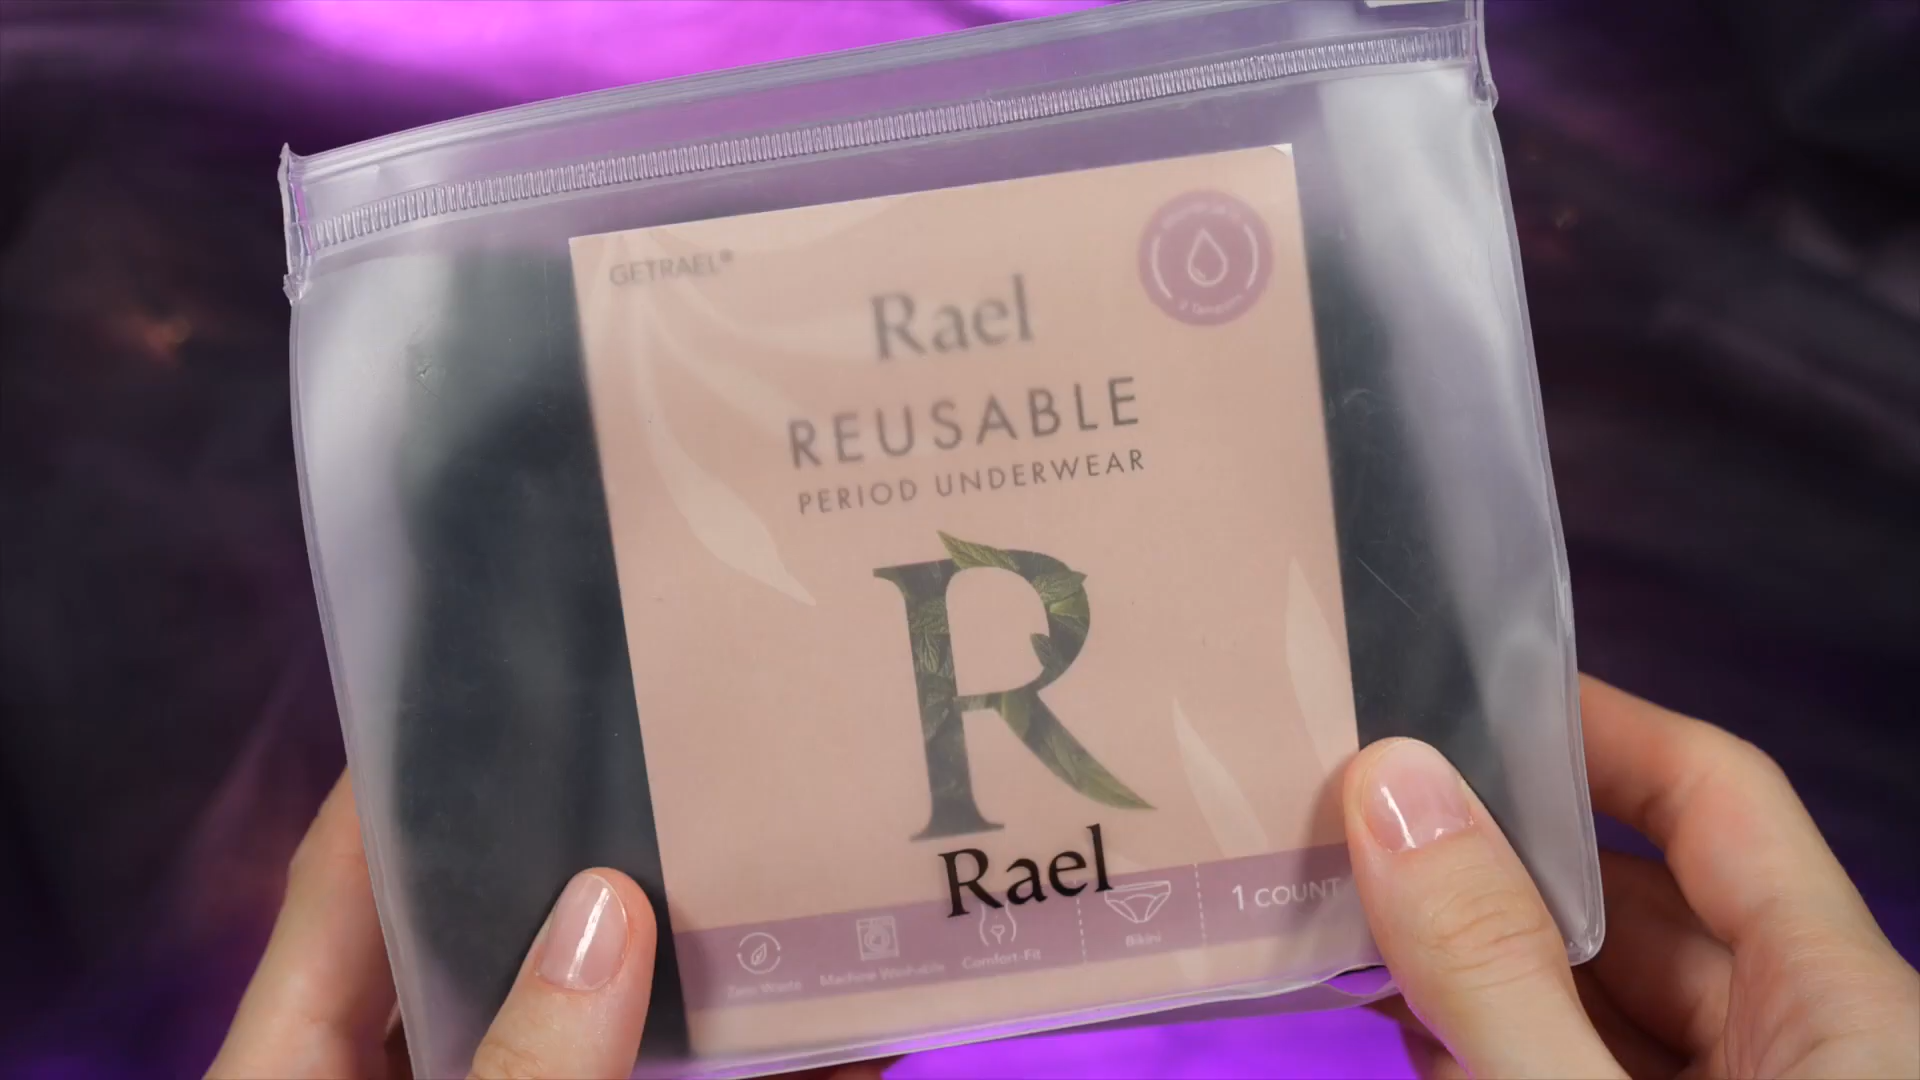 GETRAEL®
Rael
REUSABLE
PERIOD UNDERWEAR
R
Rael
Zero Waste
Machine Washable
Comfort-Fit
Bikini
1 COUNT